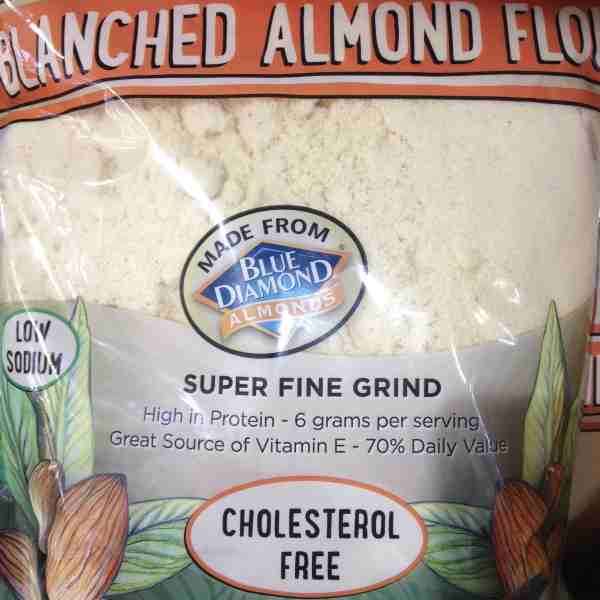 BLANCHED ALMOND FLOU
MADE FROM
BLUE
DIAMOND
ALMONDS
®
LOW
SODIUM
SUPER FINE GRIND
High in Protein - 6 grams per serving
Great Source of Vitamin E - 70% Daily Value
CHOLESTEROL
FREE